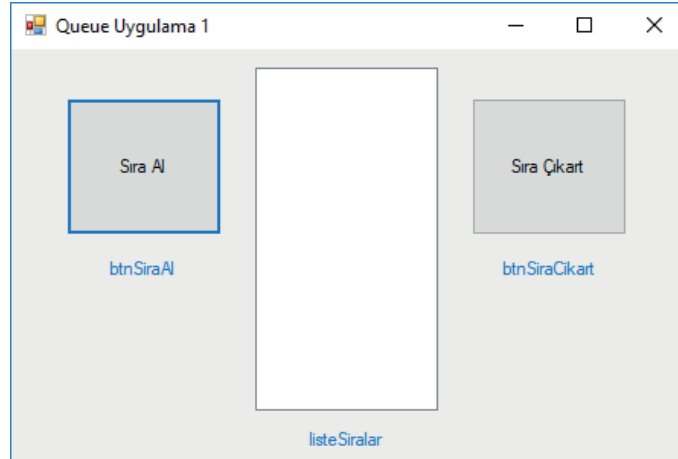 Queue Uygulama 1
Sıra Al
Sıra Çıkart
btnSiraAl
btnSiraCikart
listeSiralar